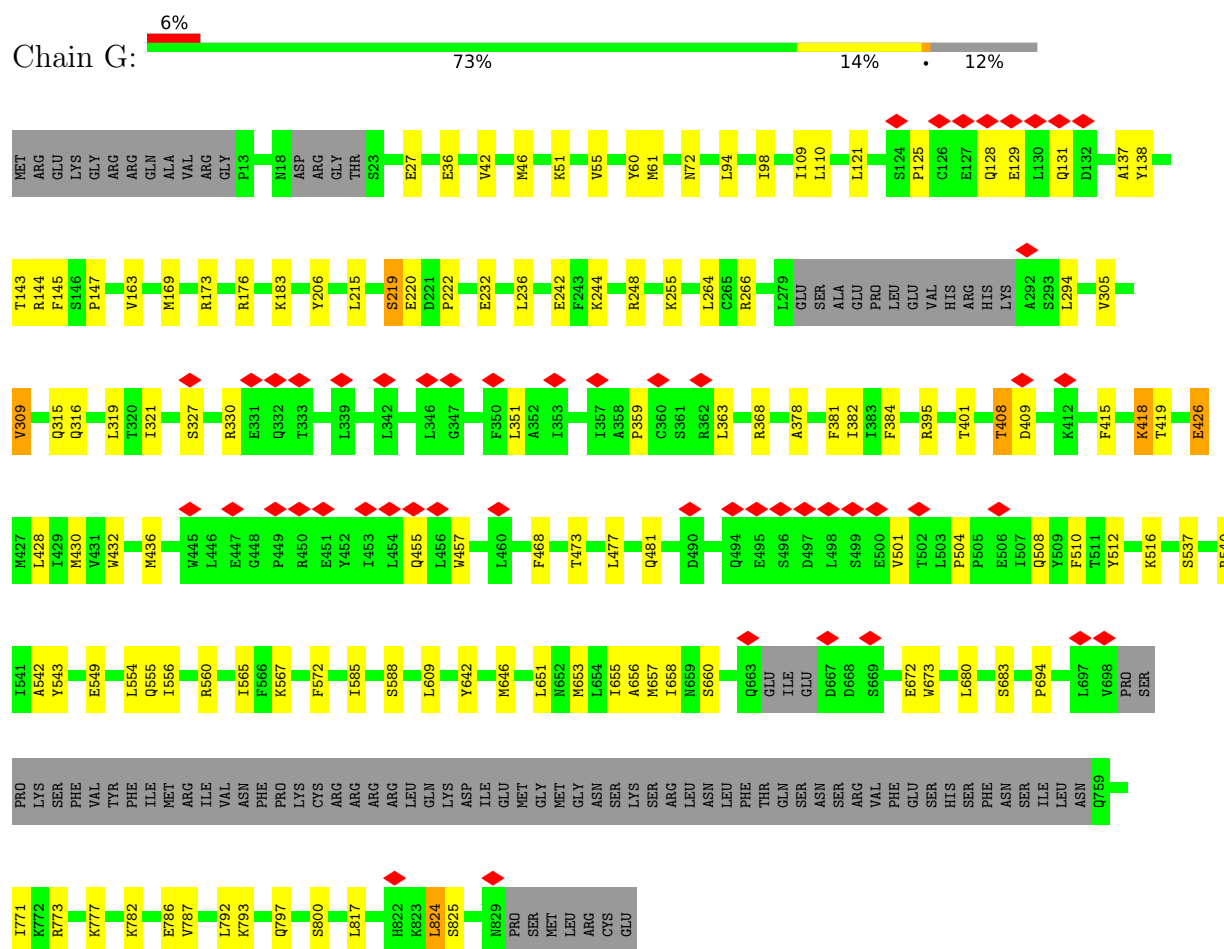 6%
Chain G:
73% 14% • 12%
MET ARG GLU LYS GLY ARG ARG GLN ALA VAL ARG GLY P13 N18 ASP ARG GLY THR S23 E27 E36 V42 M46 K51 V55 Y60 M61 N72 L94 I98 I109 L110 L121 S124 P125 C126 E127 Q128 E129 L130 Q131 D132 A137 Y138
T143 R144 F145 S146 P147 V163 M169 R173 R176 K183 Y206 L215 S219 E220 D221 P222 E232 L236 E242 F243 K244 R248 K255 L264 C265 R266 L279 GLU SER ALA GLU PRO LEU GLU VAL HIS ARG HIS LYS A292 S293 L294 V305
V309 Q315 Q316 L319 T320 I321 S327 R330 E331 Q332 T333 L339 L342 L346 G347 F350 L351 A352 I353 I357 A358 P359 C360 S361 R362 L363 R368 A378 F381 I382 I383 F384 R395 T401 T408 D409 K412 F415 K418 T419 E426
M427 L428 I429 M430 V431 W432 M436 W445 L446 E447 G448 P449 R450 E451 Y452 I453 L454 Q455 L456 W457 L460 F468 T473 L477 Q481 D490 Q494 E495 S496 D497 L498 S499 E500 V501 T502 L503 P504 P505 E506 I507 Q508 Y509 F510 T511 Y512 K516 S537
I541 A542 Y543 E549 L554 Q555 I556 R560 I565 F566 K567 F572 I585 S588 L609 Y642 M646 L651 N652 M653 L654 I655 A656 M657 I658 N659 S660 Q663 GLU ILE GLU D667 D668 S669 E672 W673 L680 S683 P694 L697 V698 PRO SER
PRO LYS SER PHE VAL TYR PHE ILE MET ARG ILE VAL ASN PHE PRO LYS CYS ARG ARG ARG ARG LEU GLN LYS ASP ILE GLU MET GLY MET GLY ASN SER LYS SER ARG LEU ASN LEU PHE THR GLN SER ASN SER ARG VAL PHE GLU SER HIS SER PHE ASN SER ILE LEU ASN Q759
I771 K772 R773 K777 K782 E786 V787 L792 K793 Q797 S800 L817 H822 K823 L824 S825 N829 PRO SER MET LEU ARG CYS GLU